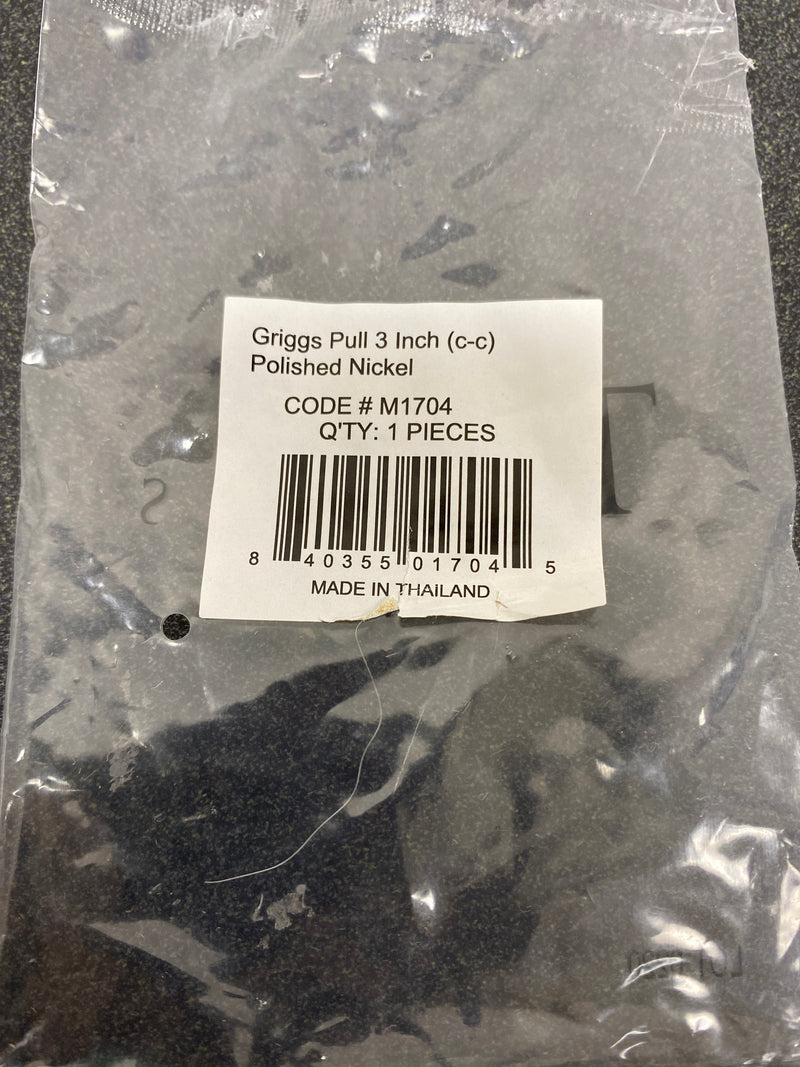 Griggs Pull 3 Inch (c-c)
Polished Nickel
CODE # M1704
Q'TY: 1 PIECES
8 40355 01704 5
MADE IN THAILAND
T
S